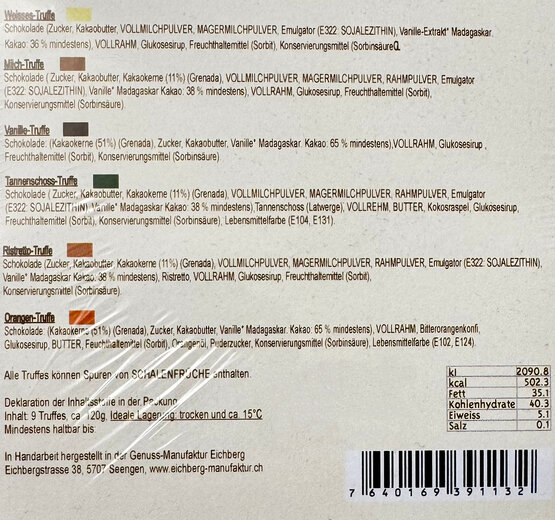 Weisses-Truffe
Schokolade (Zucker, Kakaobutter, VOLLMILCHPULVER, MAGERMILCHPULVER, Emulgator (E322: SOJALEZITHIN), Vanille-Extrakt* Madagaskar.
Kakao: 36 % mindestens), VOLLRAHM, Glukosesirup, Freuchthaltemittel (Sorbit), Konservierungsmittel (Sorbinsäure(),
Milch-Truffe
Schokolade ( Zucker, Kakaobutter, Kakaokerne (11%) (Grenada), VOLLMILCHPULVER, MAGERMILCHPULVER, RAHMPULVER, Emulgator
(E322: SOJALEZITHIN), Vanille* Madagaskar Kakao: 38 % mindestens), VOLLRAHM, Glukosesirup, Freuchthaltemittel (Sorbit),
Konservierungsmittel (Sorbinsäure).
Vanille-Truffe
Schokolade: (Kakaokerne (51%) (Grenada), Zucker, Kakaobutter, Vanille* Madagaskar. Kakao: 65 % mindestens),VOLLRAHM, Glukosesirup ,
Freuchthaltemittel (Sorbit), Konservierungsmittel (Sorbinsäure).
Tannenschoss-Truffe
Schokolade ( Zucker, Kakaobutter, Kakaokerne (11%) (Grenada), VOLLMILCHPULVER, MAGERMILCHPULVER, RAHMPULVER, Emulgator
(E322: SOJALEZITHIN), Vanille* Madagaskar Kakao: 38 % mindestens),Tannenschoss (Latwerge), VOLLREHM, BUTTER, Kokosraspel, Glukosesirup,
Freuchthaltemittel (Sorbit), Konservierungsmittel (Sorbinsäure), Lebensmittelfarbe (E104, E131).
Ristretto-Truffe
Schokolade (Zucker, Kakaobutter, Kakaokerne (11%) (Grenada), VOLLMILCHPULVER, MAGERMILCHPULVER, RAHMPULVER, Emulgator (E322: SOJALEZITHIN),
Vanille* Madagaskar Kakao: 38 % mindestens), Ristretto, VOLLRAHM, Glukosesirup, Freuchthaltemittel (Sorbit),
Konservierungsmittel (Sorbinsäure).
Orangen-Truffe
Schokolade: (Kakaokerne (51%) (Grenada), Zucker, Kakaobutter, Vanille* Madagaskar. Kakao: 65 % mindestens), VOLLRAHM, Bitterorangenkonfi,
Glukosesirup, BUTTER, Feuchthaltemittel (Sorbit), Orangenöl, Puderzucker, Konservierungsmittel (Sorbinsäure), Lebensmittelfarbe (E102, E124).
Alle Truffes können Spuren von SCHALENFRÜCHE enthalten.
Deklaration der Inhaltsstoffe in der Packung
Inhalt: 9 Truffes, ca. 120g, Ideale Lagerung: trocken und ca. 15°C
Mindestens haltbar bis:
In Handarbeit hergestellt in der Genuss-Manufaktur Eichberg
Eichbergstrasse 38, 5707 Seengen, www.eichberg-manufaktur.ch
kJ 2090.8
kcal 502.3
Fett 35.1
Kohlenhydrate 40.3
Eiweiss 5.1
Salz 0.1
7 640169 391132